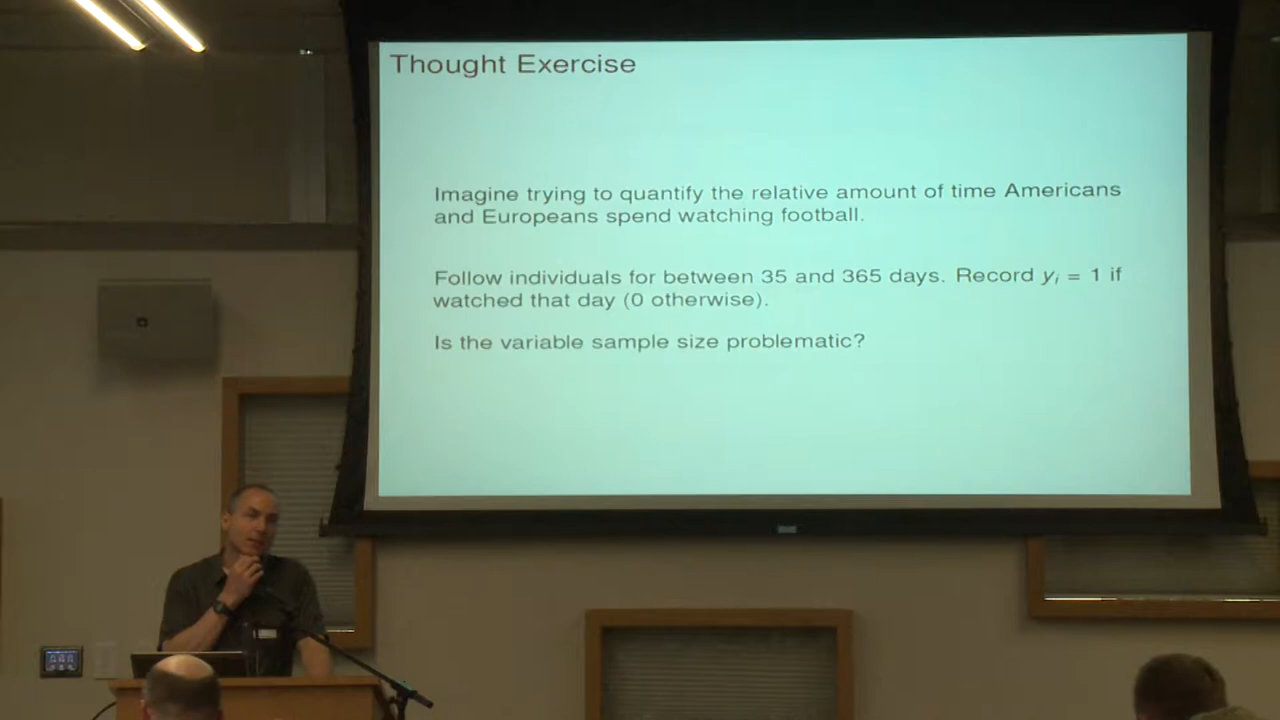 Thought Exercise
Imagine trying to quantify the relative amount of time Americans
and Europeans spend watching football.
Follow individuals for between 35 and 365 days. Record yᵢ = 1 if
watched that day (0 otherwise).
Is the variable sample size problematic?